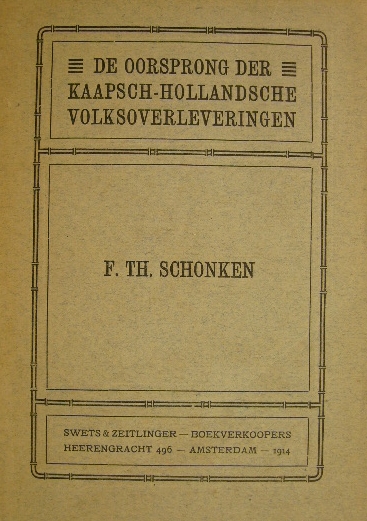 DE OORSPRONG DER
KAAPSCH-HOLLANDSCHE
VOLKSOVERLEVERINGEN
F. TH. SCHONKEN
SWETS & ZEITLINGER — BOEKVERKOOPERS
HEERENGRACHT 496 — AMSTERDAM — 1914